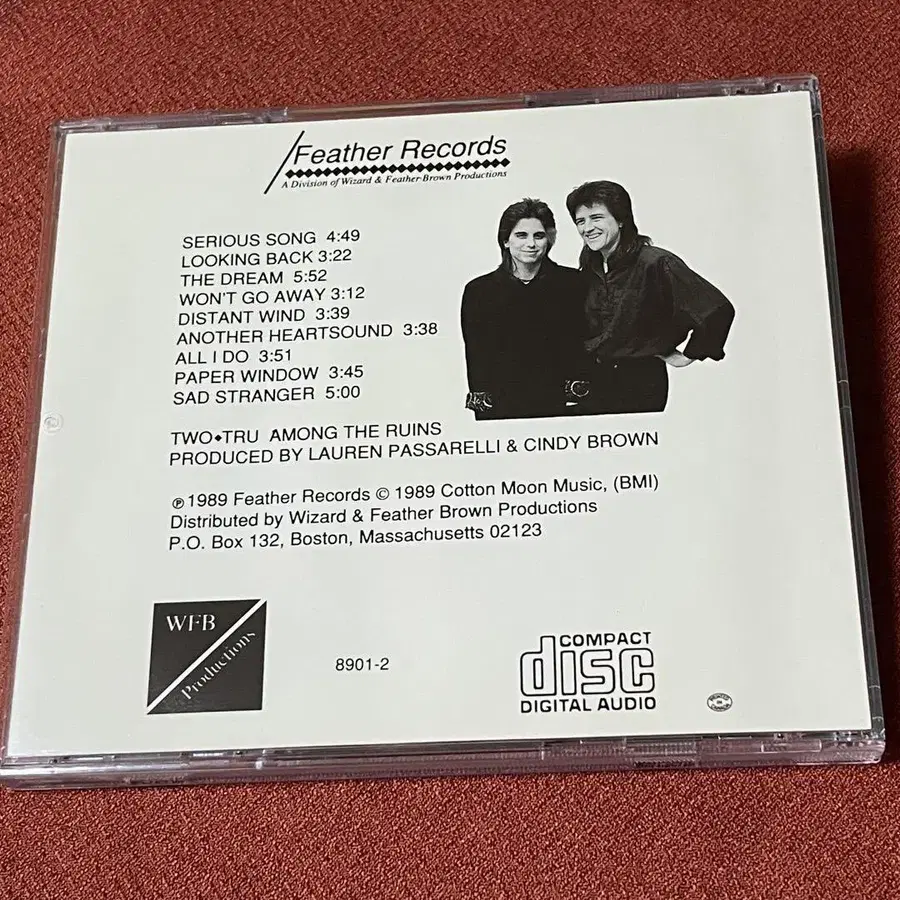 Feather Records
A Division of Wizard & Feather Brown Productions
SERIOUS SONG 4:49
LOOKING BACK 3:22
THE DREAM 5:52
WON'T GO AWAY 3:12
DISTANT WIND 3:39
ANOTHER HEARTSOUND 3:38
ALL I DO 3:51
PAPER WINDOW 3:45
SAD STRANGER 5:00
TWO◆TRU AMONG THE RUINS
PRODUCED BY LAUREN PASSARELLI & CINDY BROWN
℗ 1989 Feather Records © 1989 Cotton Moon Music, (BMI)
Distributed by Wizard & Feather Brown Productions
P.O. Box 132, Boston, Massachusetts 02123
WFB
Productions
8901-2
COMPACT
disc
DIGITAL AUDIO
PRINTED
IN
CANADA